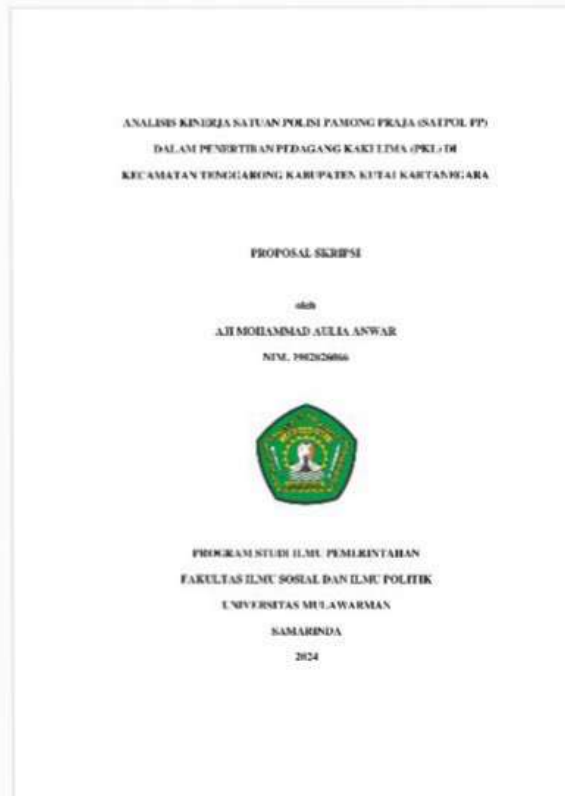 ANALISIS KINERJA SATUAN POLISI PAMONG PRAJA (SATPOL PP)
DALAM PENERTIBAN PEDAGANG KAKI LIMA (PKL) DI
KECAMATAN TENGGARONG KABUPATEN KUTAI KARTANEGARA
PROPOSAL SKRIPSI
oleh
AJI MOHAMMAD AULIA ANWAR
NIM. 1902026066
PROGRAM STUDI ILMU PEMERINTAHAN
FAKULTAS ILMU SOSIAL DAN ILMU POLITIK
UNIVERSITAS MULAWARMAN
SAMARINDA
2024